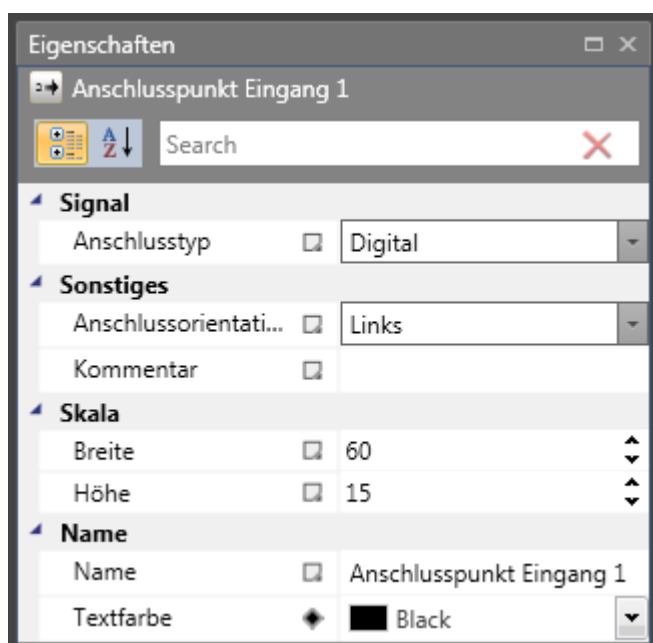 Eigenschaften
Anschlusspunkt Eingang 1
A
Z
Search
Signal
Anschlusstyp Digital
Sonstiges
Anschlussorientati... Links
Kommentar
Skala
Breite 60
Höhe 15
Name
Name Anschlusspunkt Eingang 1
Textfarbe Black